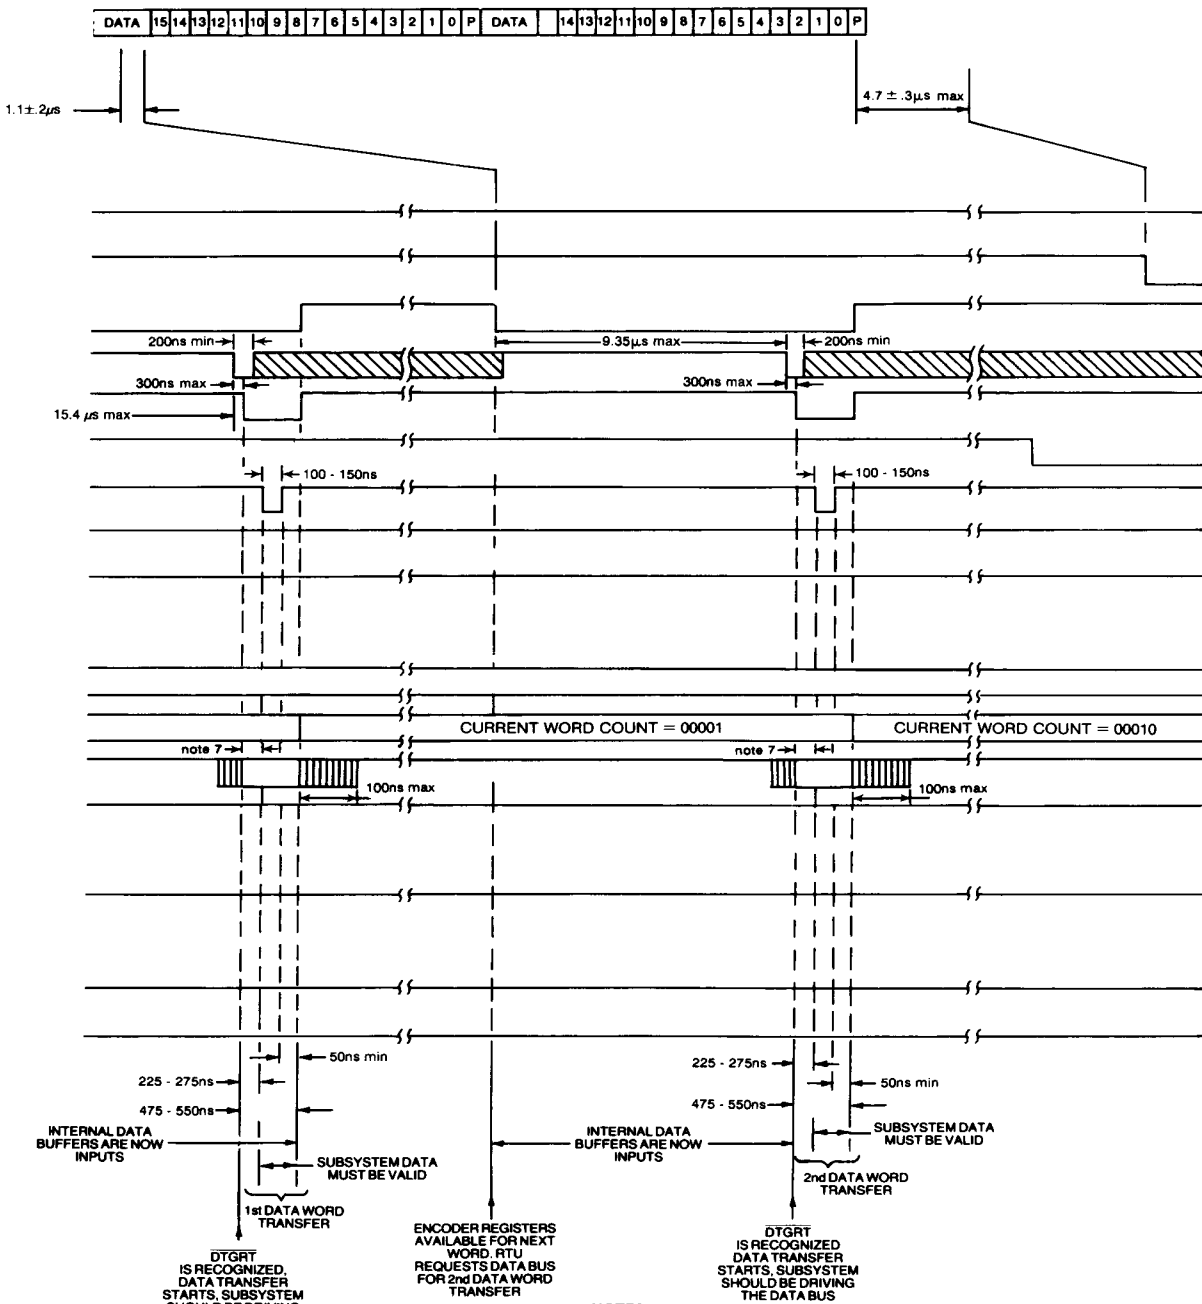 DATA 15 14 13 12 11 10 9 8 7 6 5 4 3 2 1 0 P DATA 14 13 12 11 10 9 8 7 6 5 4 3 2 1 0 P
1.1±.2µs
4.7 ± .3µs max
200ns min
9.35µs max
200ns min
300ns max
300ns max
15.4 µs max
100 - 150ns
100 - 150ns
CURRENT WORD COUNT = 00001
CURRENT WORD COUNT = 00010
note 7
note 7
100ns max
100ns max
50ns min
225 - 275ns
475 - 550ns
225 - 275ns
50ns min
475 - 550ns
INTERNAL DATA
BUFFERS ARE NOW
INPUTS
SUBSYSTEM DATA
MUST BE VALID
1st DATA WORD
TRANSFER
INTERNAL DATA
BUFFERS ARE NOW
INPUTS
SUBSYSTEM DATA
MUST BE VALID
2nd DATA WORD
TRANSFER
DTGRT
IS RECOGNIZED,
DATA TRANSFER
STARTS, SUBSYSTEM
ENCODER REGISTERS
AVAILABLE FOR NEXT
WORD. RTU
REQUESTS DATA BUS
FOR 2nd DATA WORD
TRANSFER
DTGRT
IS RECOGNIZED
DATA TRANSFER
STARTS, SUBSYSTEM
SHOULD BE DRIVING
THE DATA BUS